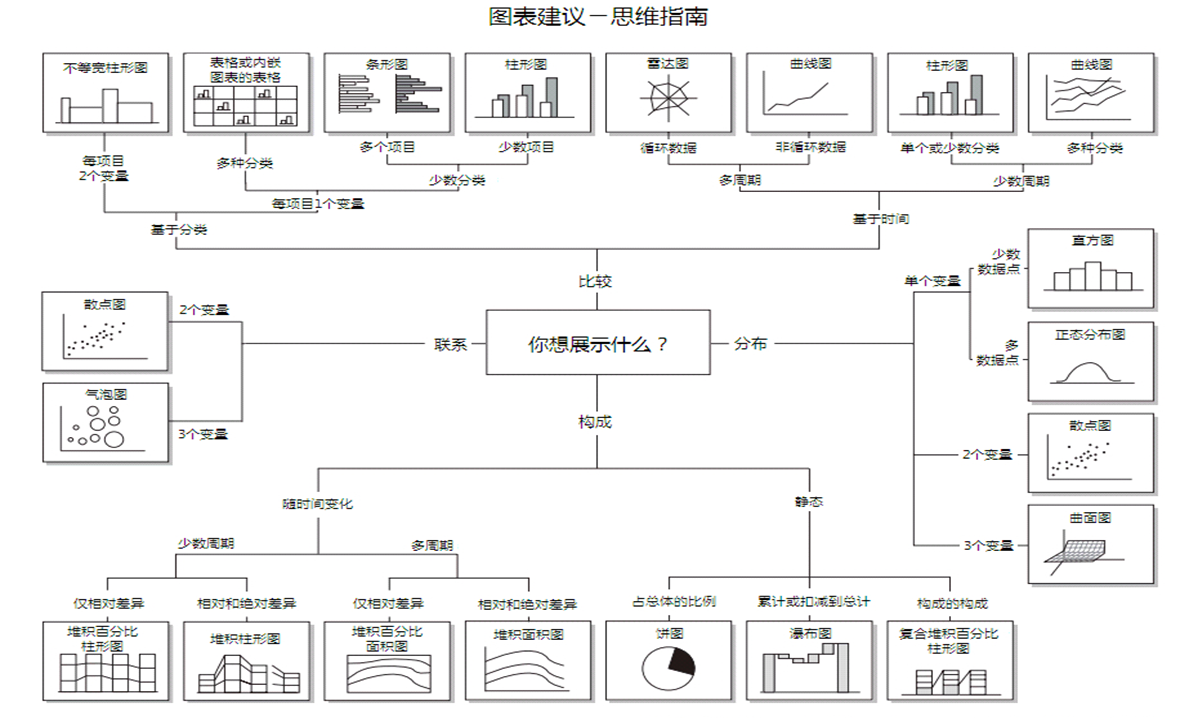 图表建议－思维指南
不等宽柱形图
表格或内嵌
图表的表格
条形图
柱形图
雷达图
曲线图
柱形图
曲线图
每项目
2个变量
多种分类
多个项目
少数项目
循环数据
非循环数据
单个或少数分类
多种分类
少数分类
多周期
少数周期
每项目1个变量
基于分类
基于时间
比较
散点图
2个变量
气泡图
3个变量
联系
你想展示什么？
分布
单个变量
少数
数据点
直方图
多
数据点
正态分布图
2个变量
散点图
3个变量
曲面图
构成
随时间变化
静态
少数周期
多周期
仅相对差异
相对和绝对差异
仅相对差异
相对和绝对差异
占总体的比例
累计或扣减到总计
构成的构成
堆积百分比
柱形图
堆积柱形图
堆积百分比
面积图
堆积面积图
饼图
瀑布图
复合堆积百分比
柱形图